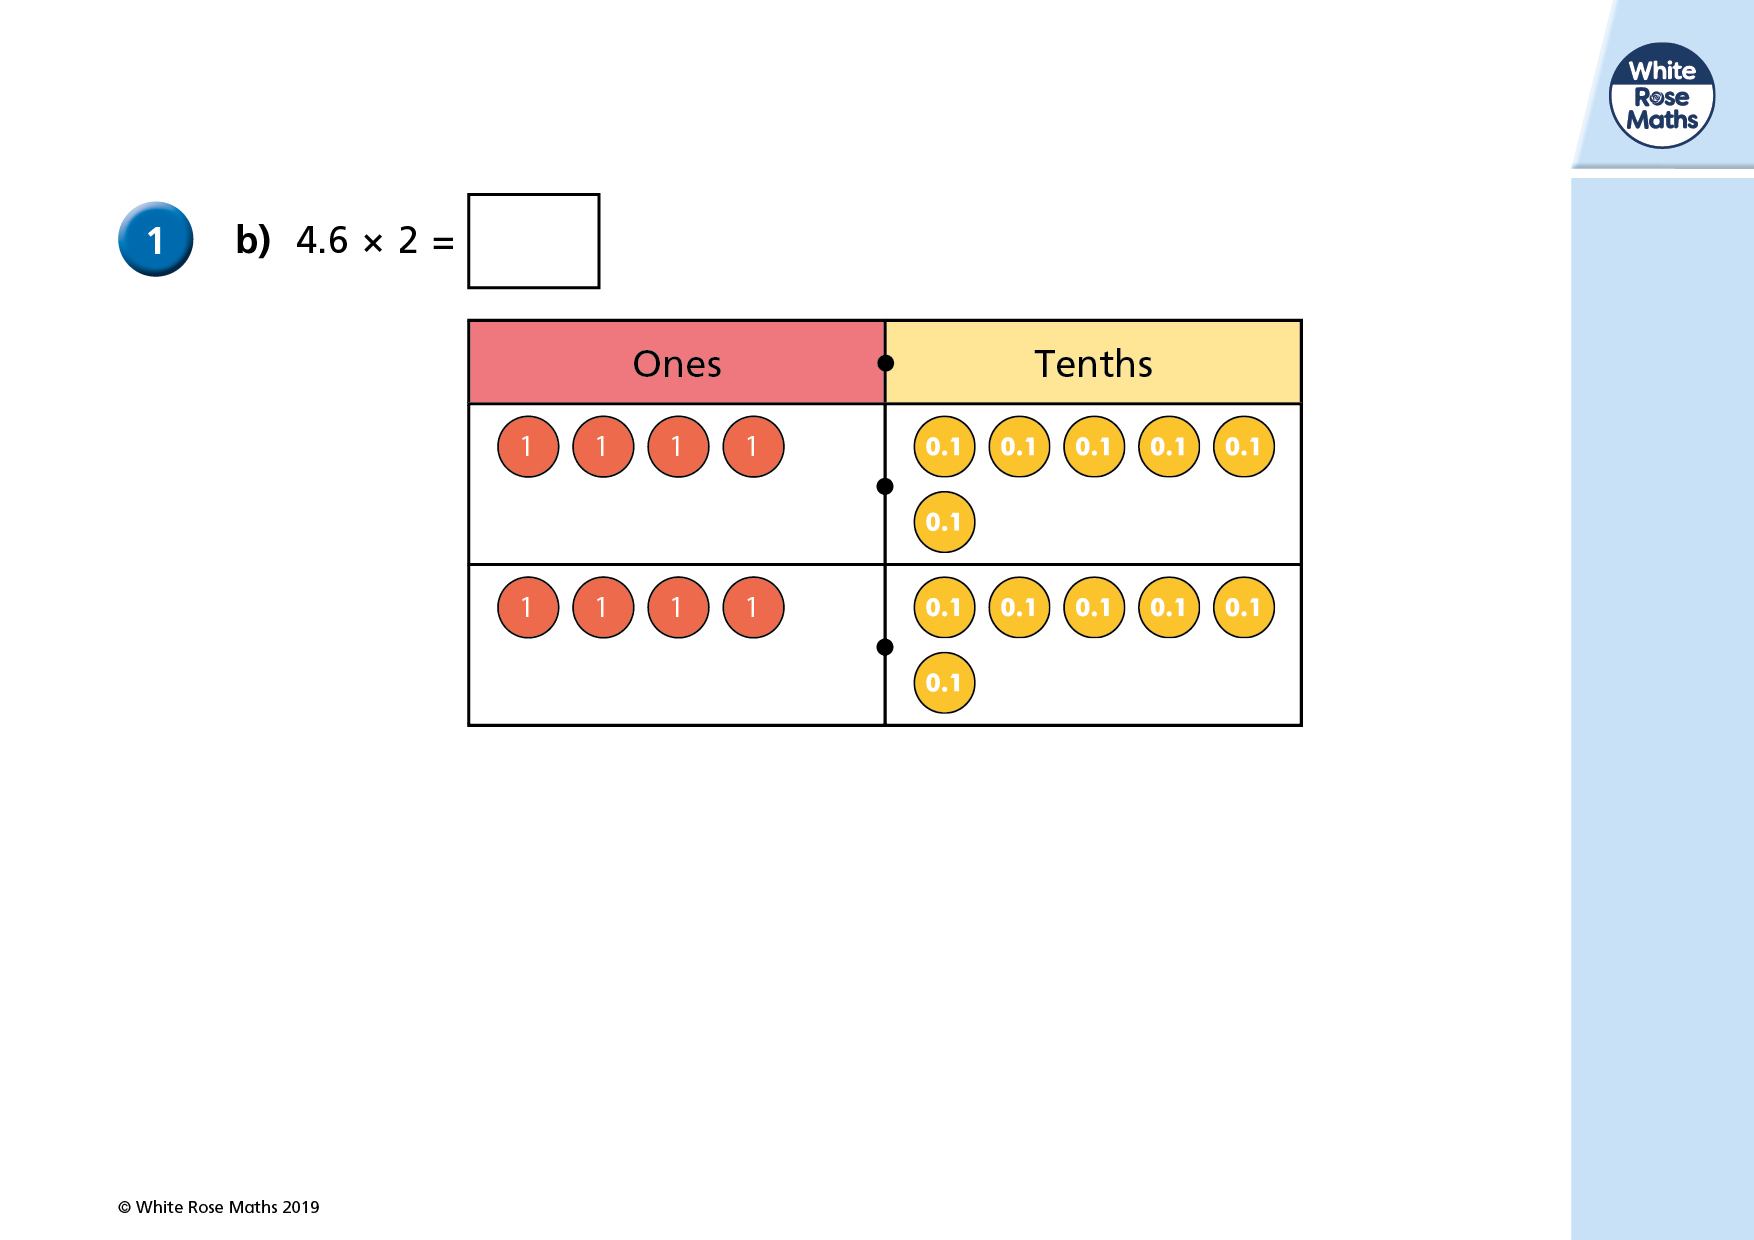 White
Rose
Maths
1 b) 4.6 × 2 =
Ones Tenths
1 1 1 1 0.1 0.1 0.1 0.1 0.1
0.1
1 1 1 1 0.1 0.1 0.1 0.1 0.1
0.1
© White Rose Maths 2019